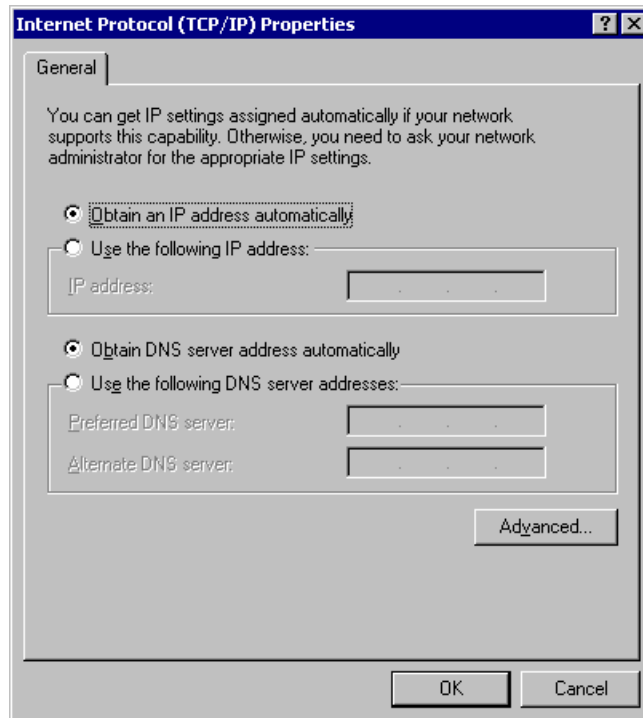 Internet Protocol (TCP/IP) Properties
General
You can get IP settings assigned automatically if your network
supports this capability. Otherwise, you need to ask your network
administrator for the appropriate IP settings.
Obtain an IP address automatically
Use the following IP address:
IP address:
Obtain DNS server address automatically
Use the following DNS server addresses:
Preferred DNS server:
Alternate DNS server:
Advanced...
OK Cancel